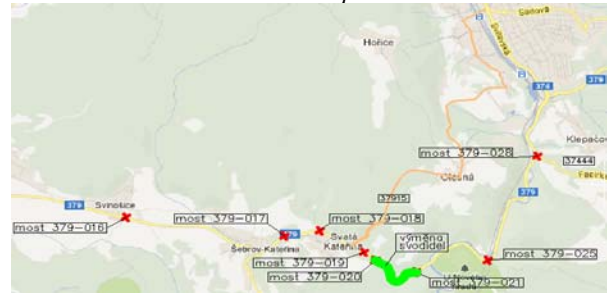 Sadová
Hořice
374
379
Klepačov
most 379-028
37444
Olešná
37915
379
Svinošice
379
most 379-017
most 379-018
most 379-016
379
Svatá
Kateřina
výměna
svodidel
Šebrov-Kateřina
most 379-019
most 379-025
most 379-020
most 379-021